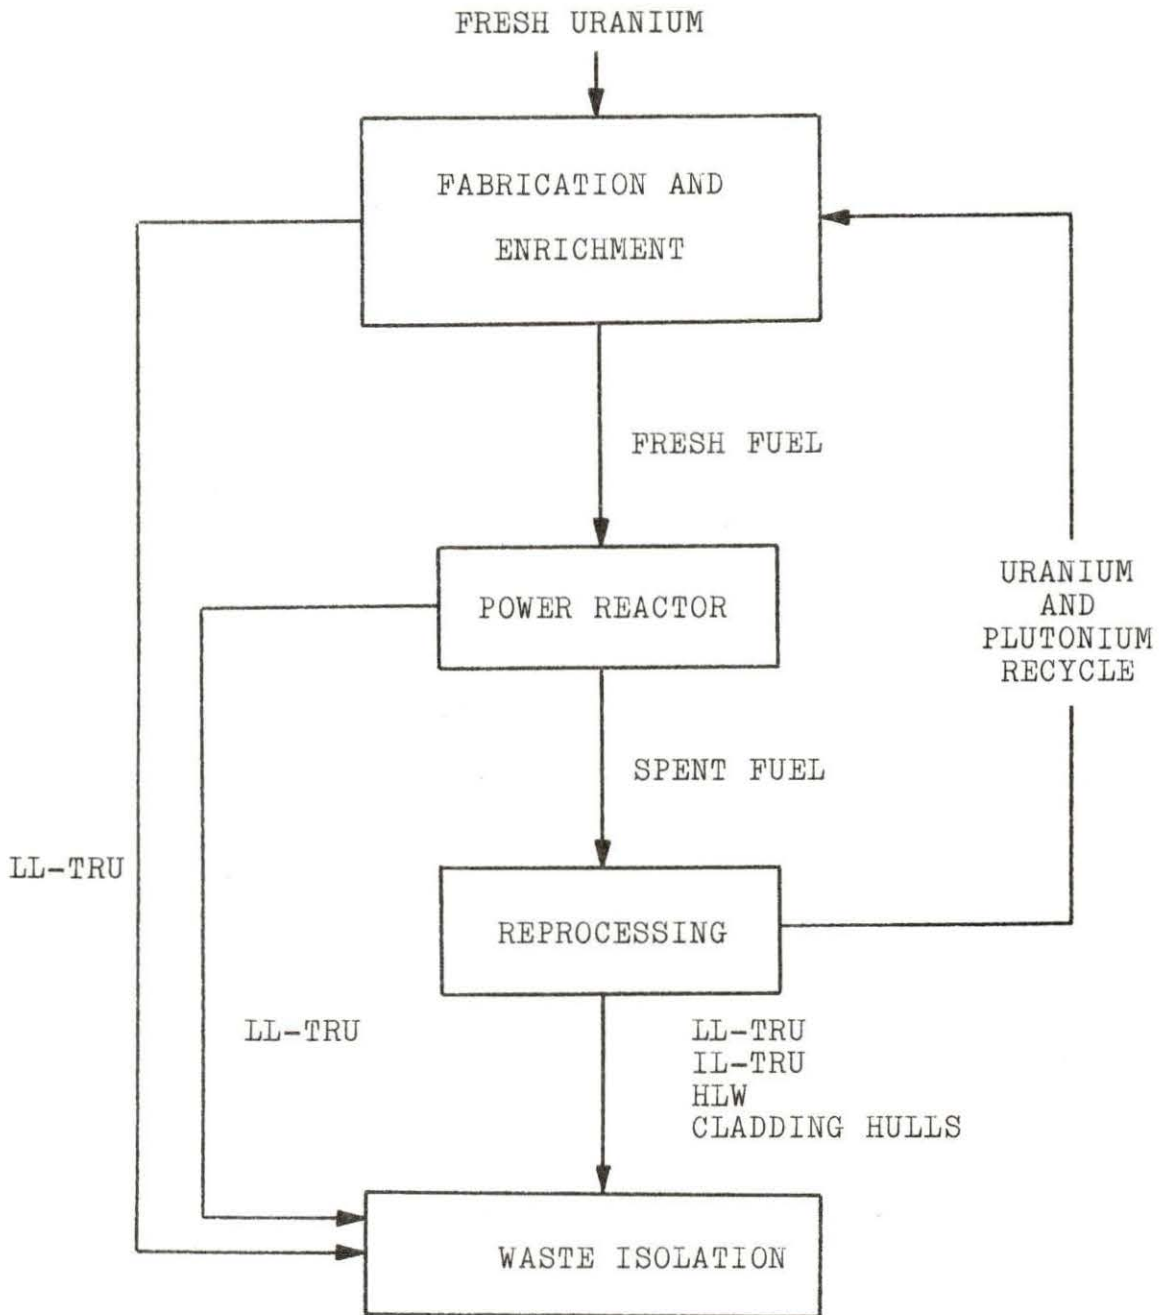 FRESH URANIUM
FABRICATION AND
ENRICHMENT
FRESH FUEL
POWER REACTOR
URANIUM
AND
PLUTONIUM
RECYCLE
SPENT FUEL
LL-TRU
REPROCESSING
LL-TRU
LL-TRU
IL-TRU
HLW
CLADDING HULLS
WASTE ISOLATION